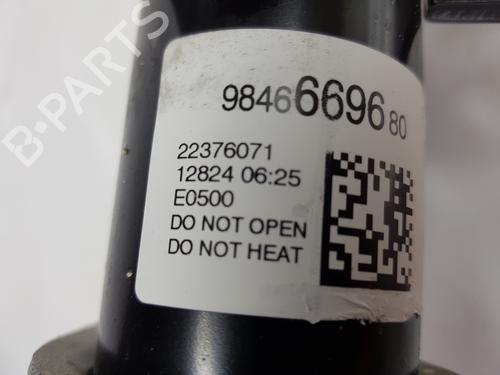 B-PARTS
9846669680
22376071
12824 06:25
E0500
DO NOT OPEN
DO NOT HEAT